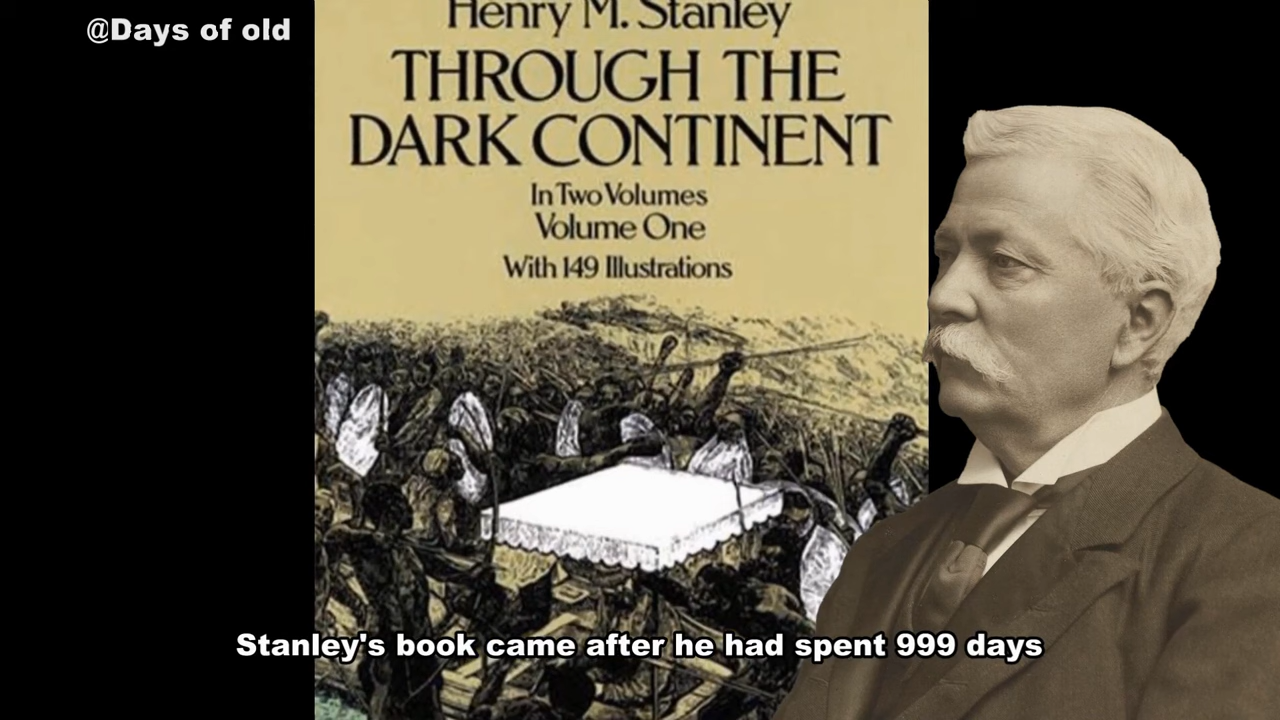 @Days of old
Henry M. Stanley
THROUGH THE
DARK CONTINENT
In Two Volumes
Volume One
With 149 Illustrations
Stanley's book came after he had spent 999 days